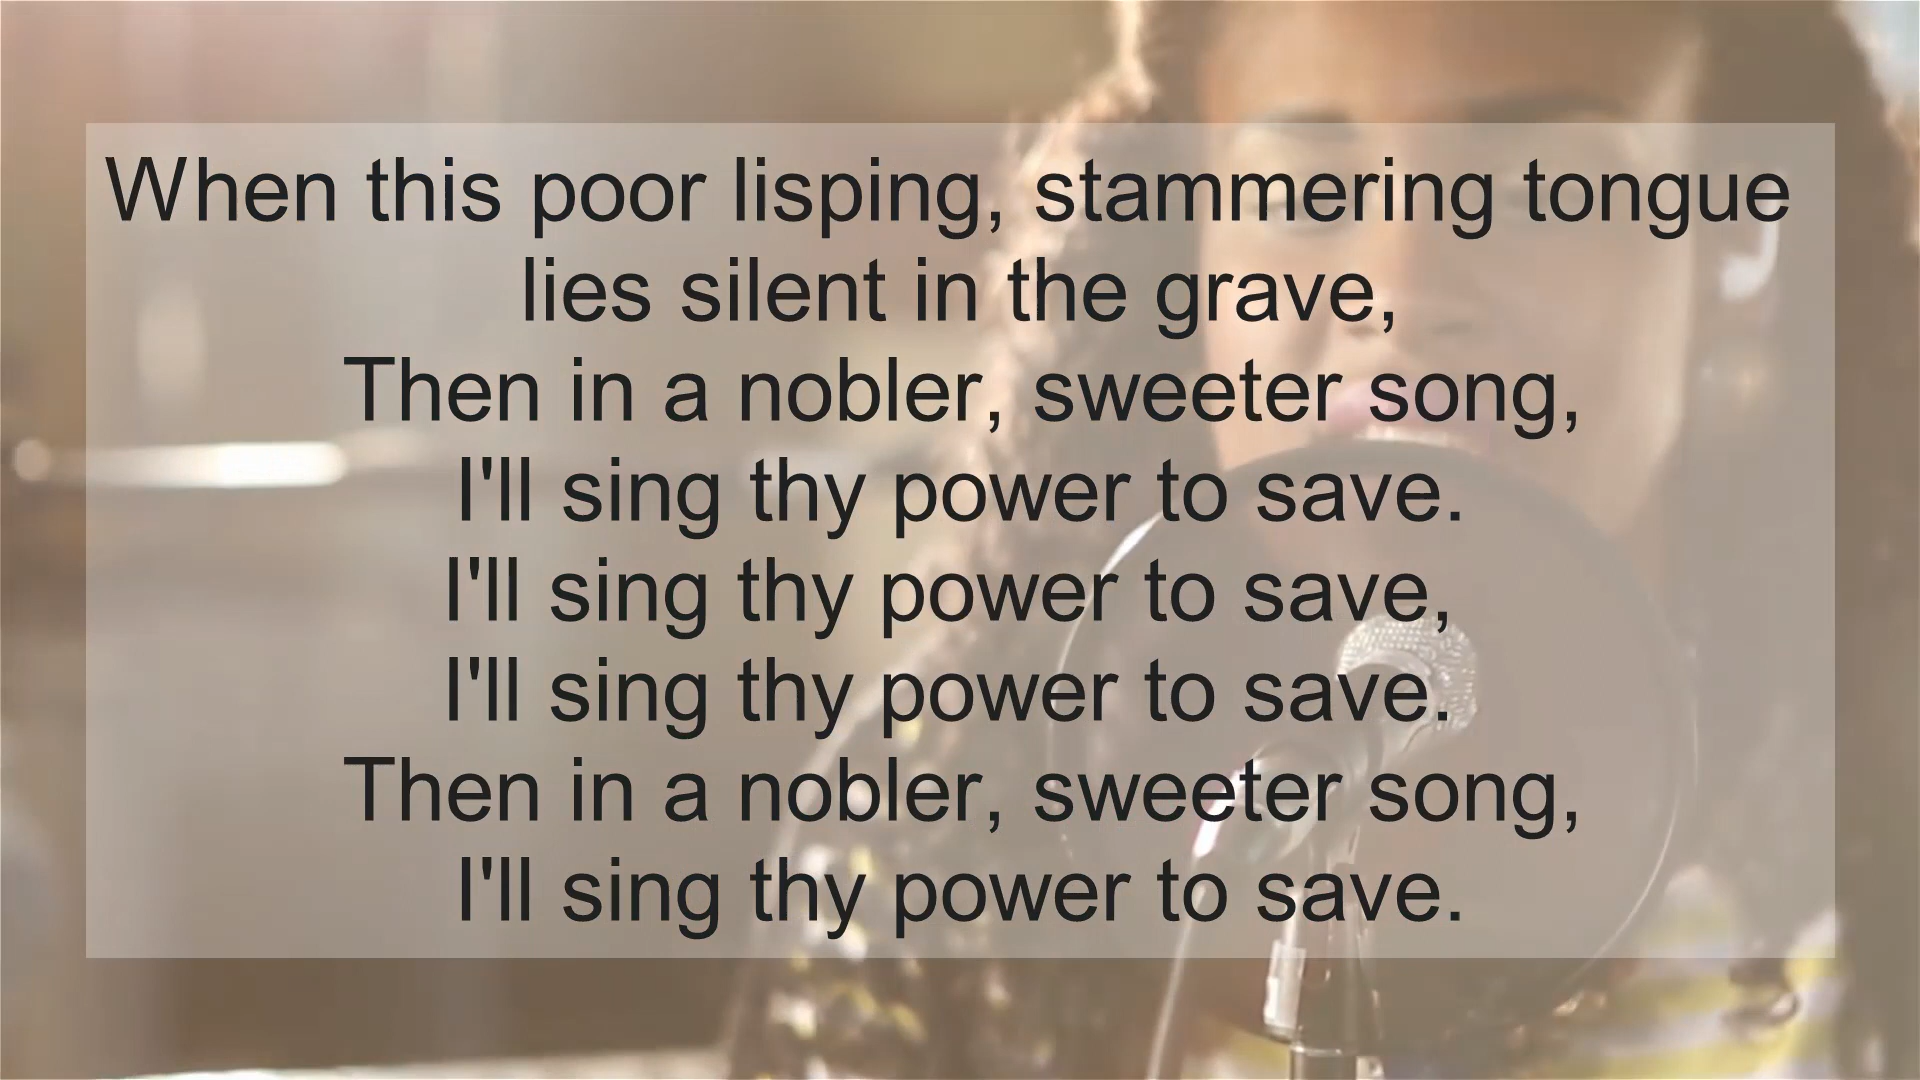 When this poor lisping, stammering tongue
lies silent in the grave,
Then in a nobler, sweeter song,
I'll sing thy power to save.
I'll sing thy power to save,
I'll sing thy power to save.
Then in a nobler, sweeter song,
I'll sing thy power to save.